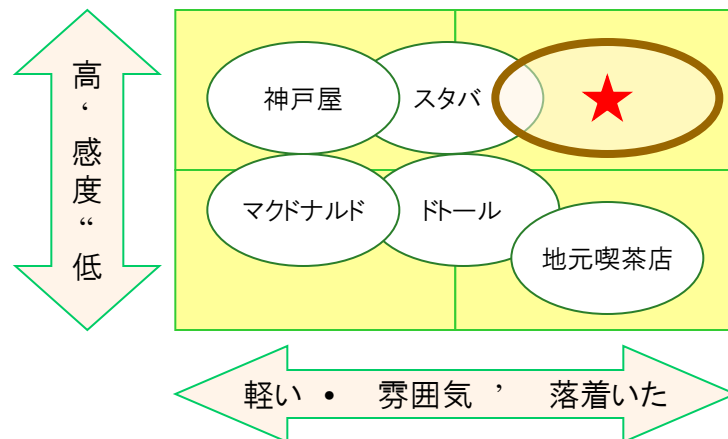 高‘感度“低
神戸屋
スタバ
★
マクドナルド
ドトール
地元喫茶店
軽い • 雰囲気 ’ 落着いた